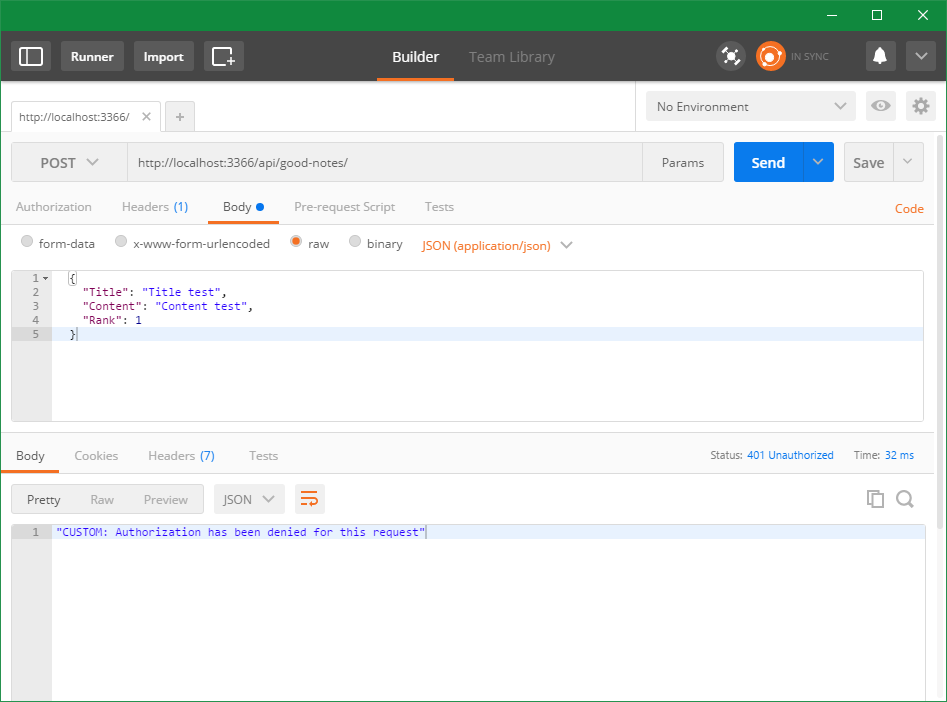 Runner Import Builder Team Library IN SYNC
http://localhost:3366/ No Environment
POST http://localhost:3366/api/good-notes/ Params Send Save
Authorization Headers (1) Body Pre-request Script Tests Code
form-data x-www-form-urlencoded raw binary JSON (application/json)
1 {
2 "Title": "Title test",
3 "Content": "Content test",
4 "Rank": 1
5 }
Body Cookies Headers (7) Tests Status: 401 Unauthorized Time: 32 ms
Pretty Raw Preview JSON
1 "CUSTOM: Authorization has been denied for this request"